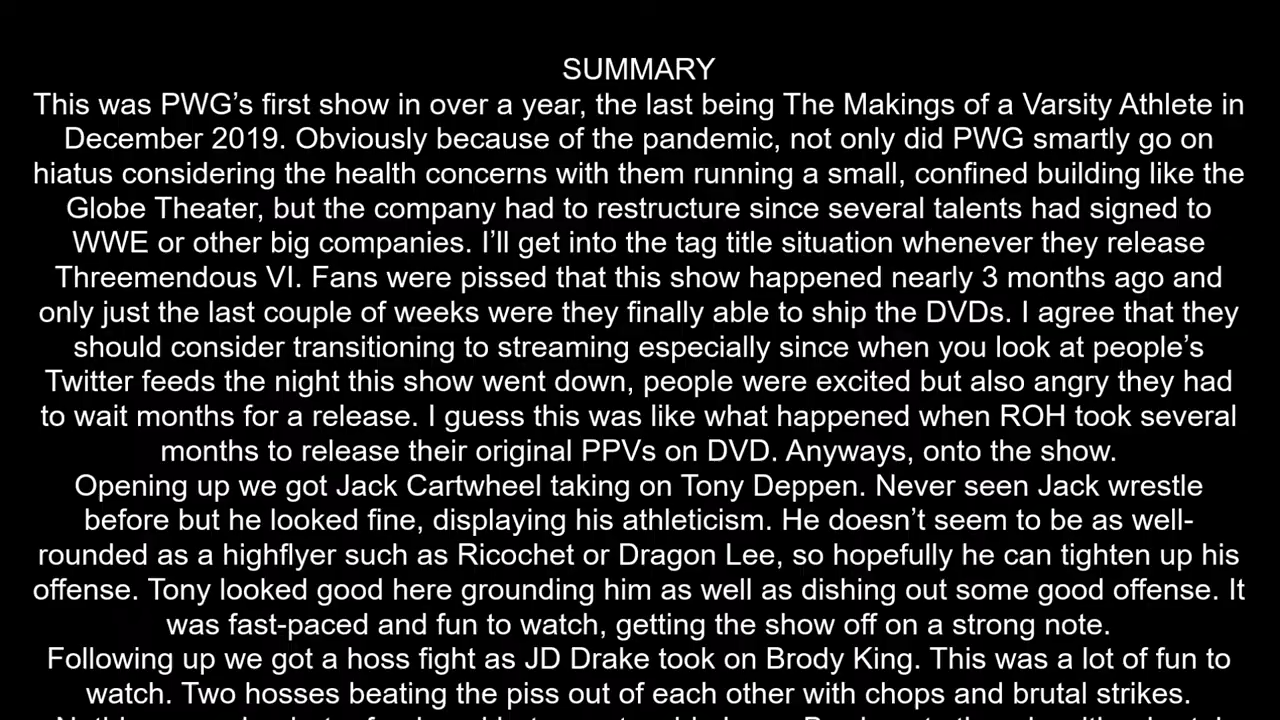 SUMMARY
This was PWG’s first show in over a year, the last being The Makings of a Varsity Athlete in
December 2019. Obviously because of the pandemic, not only did PWG smartly go on
hiatus considering the health concerns with them running a small, confined building like the
Globe Theater, but the company had to restructure since several talents had signed to
WWE or other big companies. I’ll get into the tag title situation whenever they release
Threemendous VI. Fans were pissed that this show happened nearly 3 months ago and
only just the last couple of weeks were they finally able to ship the DVDs. I agree that they
should consider transitioning to streaming especially since when you look at people’s
Twitter feeds the night this show went down, people were excited but also angry they had
to wait months for a release. I guess this was like what happened when ROH took several
months to release their original PPVs on DVD. Anyways, onto the show.
Opening up we got Jack Cartwheel taking on Tony Deppen. Never seen Jack wrestle
before but he looked fine, displaying his athleticism. He doesn’t seem to be as well-
rounded as a highflyer such as Ricochet or Dragon Lee, so hopefully he can tighten up his
offense. Tony looked good here grounding him as well as dishing out some good offense. It
was fast-paced and fun to watch, getting the show off on a strong note.
Following up we got a hoss fight as JD Drake took on Brody King. This was a lot of fun to
watch. Two hosses beating the piss out of each other with chops and brutal strikes.